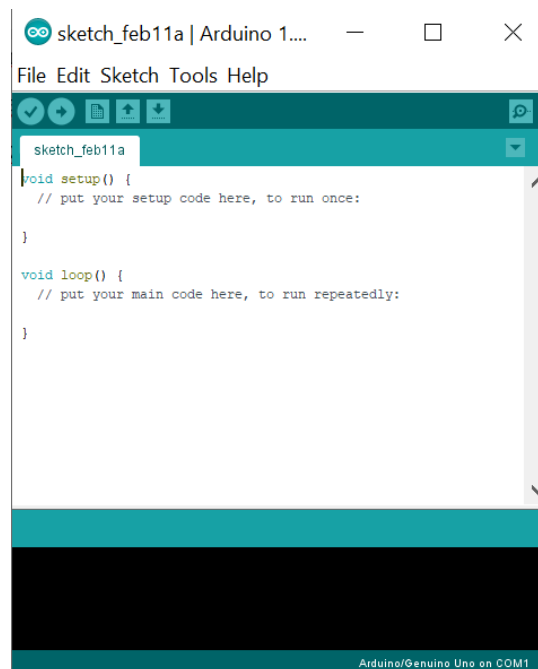 sketch_feb11a | Arduino 1....
File Edit Sketch Tools Help
sketch_feb11a
void setup() {
  // put your setup code here, to run once:
}
void loop() {
  // put your main code here, to run repeatedly:
}
Arduino/Genuino Uno on COM1